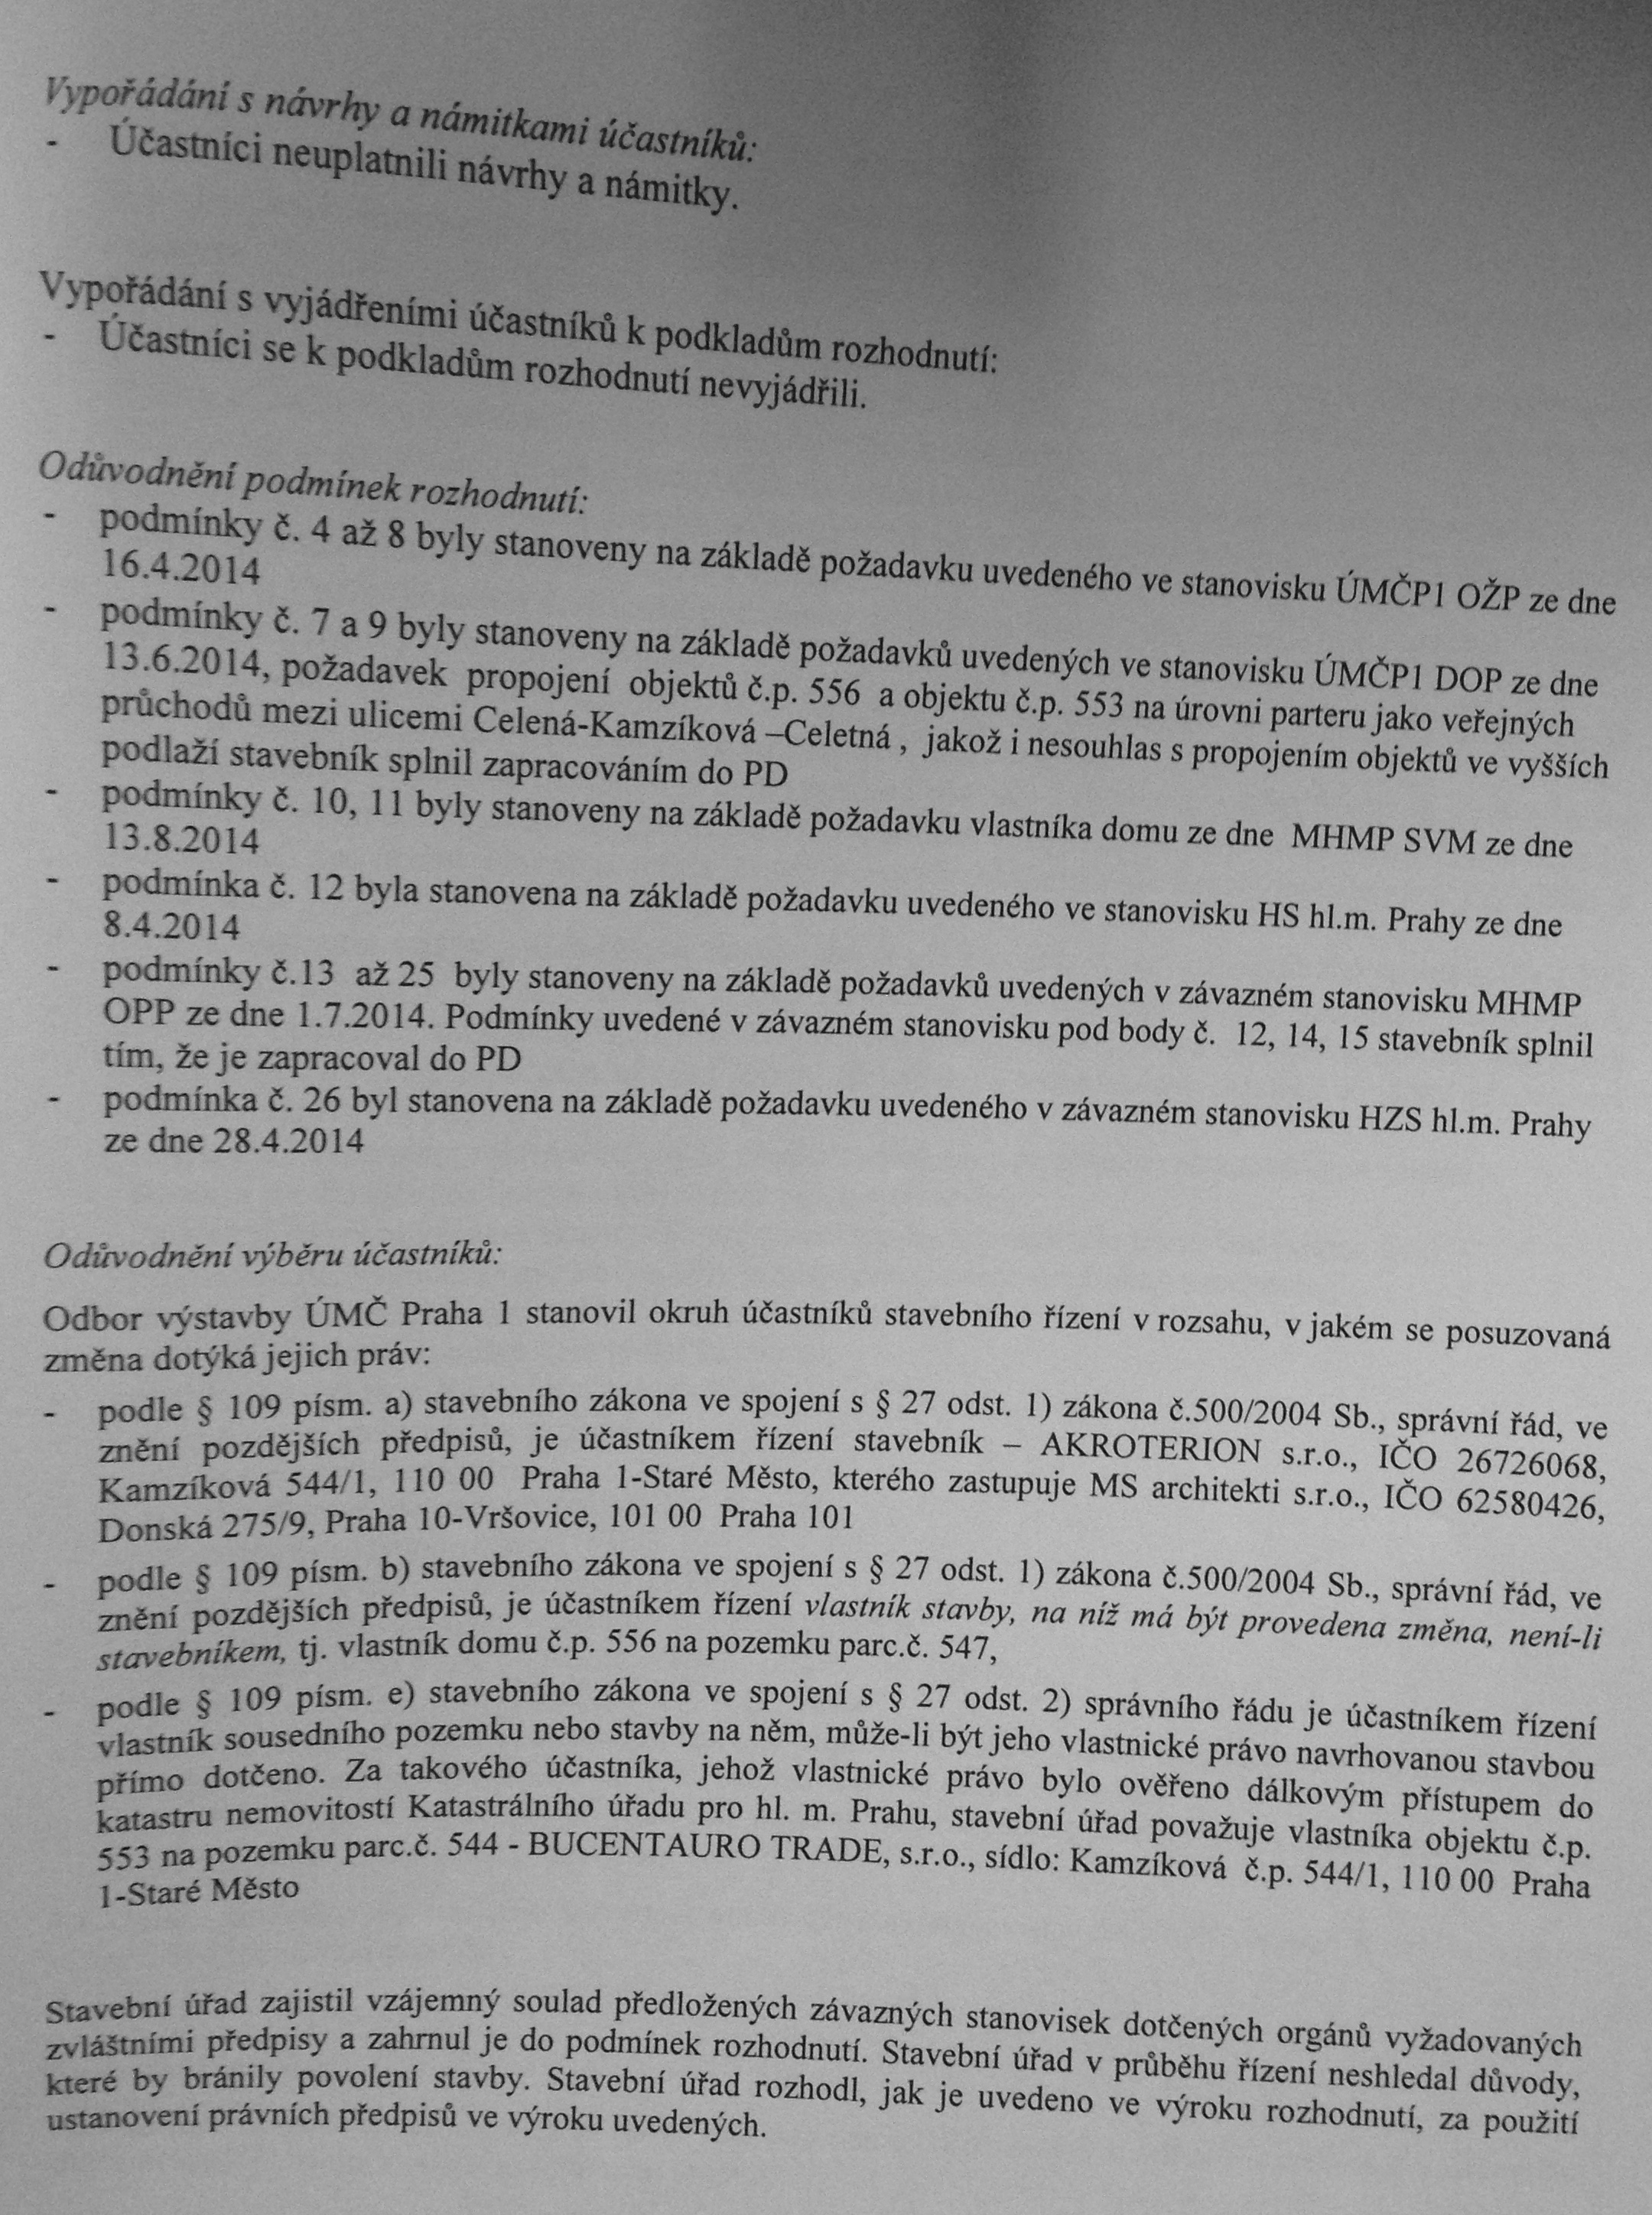 Vypořádání s návrhy a námitkami účastníků:
- Účastníci neuplatnili návrhy a námitky.
Vypořádání s vyjádřeními účastníků k podkladům rozhodnutí:
- Účastníci se k podkladům rozhodnutí nevyjádřili.
Odůvodnění podmínek rozhodnutí:
- podmínky č. 4 až 8 byly stanoveny na základě požadavku uvedeného ve stanovisku ÚMČP1 OŽP ze dne
16.4.2014
- podmínky č. 7 a 9 byly stanoveny na základě požadavků uvedených ve stanovisku ÚMČP1 DOP ze dne
13.6.2014, požadavek propojení objektů č.p. 556 a objektu č.p. 553 na úrovni parteru jako veřejných
průchodů mezi ulicemi Celená-Kamzíková –Celetná , jakož i nesouhlas s propojením objektů ve vyšších
podlaží stavebník splnil zapracováním do PD
- podmínky č. 10, 11 byly stanoveny na základě požadavku vlastníka domu ze dne MHMP SVM ze dne
13.8.2014
- podmínka č. 12 byla stanovena na základě požadavku uvedeného ve stanovisku HS hl.m. Prahy ze dne
8.4.2014
- podmínky č.13 až 25 byly stanoveny na základě požadavků uvedených v závazném stanovisku MHMP
OPP ze dne 1.7.2014. Podmínky uvedené v závazném stanovisku pod body č. 12, 14, 15 stavebník splnil
tím, že je zapracoval do PD
- podmínka č. 26 byl stanovena na základě požadavku uvedeného v závazném stanovisku HZS hl.m. Prahy
ze dne 28.4.2014
Odůvodnění výběru účastníků:
Odbor výstavby ÚMČ Praha 1 stanovil okruh účastníků stavebního řízení v rozsahu, v jakém se posuzovaná
změna dotýká jejich práv:
- podle § 109 písm. a) stavebního zákona ve spojení s § 27 odst. 1) zákona č.500/2004 Sb., správní řád, ve
znění pozdějších předpisů, je účastníkem řízení stavebník – AKROTERION s.r.o., IČO 26726068,
Kamzíková 544/1, 110 00 Praha 1-Staré Město, kterého zastupuje MS architekti s.r.o., IČO 62580426,
Donská 275/9, Praha 10-Vršovice, 101 00 Praha 101
- podle § 109 písm. b) stavebního zákona ve spojení s § 27 odst. 1) zákona č.500/2004 Sb., správní řád, ve
znění pozdějších předpisů, je účastníkem řízení vlastník stavby, na níž má být provedena změna, není-li
stavebníkem, tj. vlastník domu č.p. 556 na pozemku parc.č. 547,
- podle § 109 písm. e) stavebního zákona ve spojení s § 27 odst. 2) správního řádu je účastníkem řízení
vlastník sousedního pozemku nebo stavby na něm, může-li být jeho vlastnické právo navrhovanou stavbou
přímo dotčeno. Za takového účastníka, jehož vlastnické právo bylo ověřeno dálkovým přístupem do
katastru nemovitostí Katastrálního úřadu pro hl. m. Prahu, stavební úřad považuje vlastníka objektu č.p.
553 na pozemku parc.č. 544 - BUCENTAURO TRADE, s.r.o., sídlo: Kamzíková č.p. 544/1, 110 00 Praha
1-Staré Město
Stavební úřad zajistil vzájemný soulad předložených závazných stanovisek dotčených orgánů vyžadovaných
zvláštními předpisy a zahrnul je do podmínek rozhodnutí. Stavební úřad v průběhu řízení neshledal důvody,
které by bránily povolení stavby. Stavební úřad rozhodl, jak je uvedeno ve výroku rozhodnutí, za použití
ustanovení právních předpisů ve výroku uvedených.